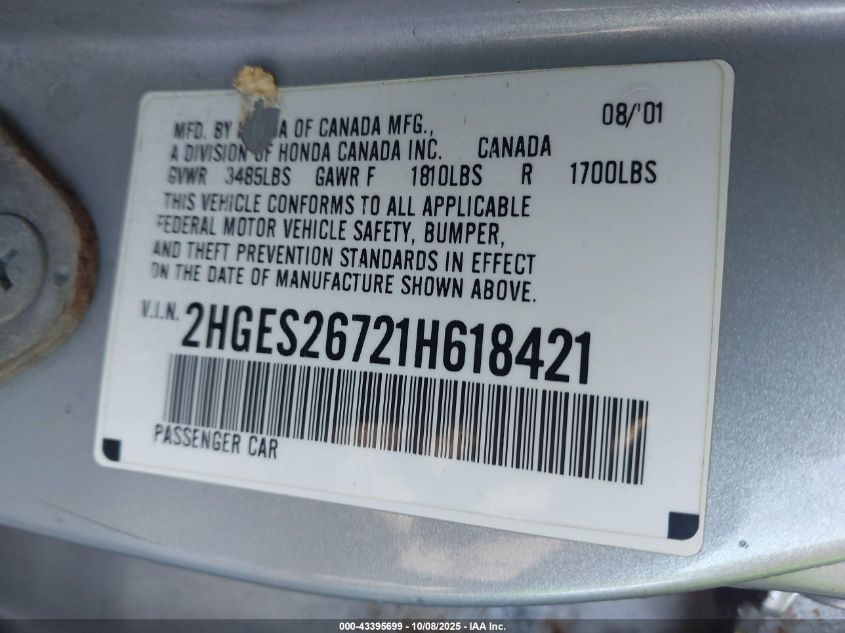 08/'01
MFD. BY A OF CANADA MFG.,
A DIVISION OF HONDA CANADA INC. CANADA
GVWR 3485LBS GAWR F 1810LBS R 1700LBS
THIS VEHICLE CONFORMS TO ALL APPLICABLE
FEDERAL MOTOR VEHICLE SAFETY, BUMPER,
AND THEFT PREVENTION STANDARDS IN EFFECT
ON THE DATE OF MANUFACTURE SHOWN ABOVE.
V.I.N. 2HGES26721H618421
PASSENGER CAR
000-43395699 - 10/08/2025 - IAA Inc.